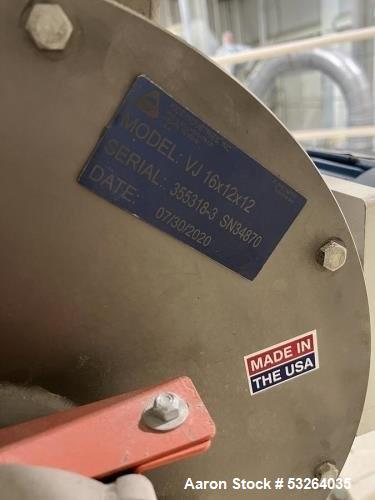 MODEL: VJ 16x12x12
SERIAL: 355318-3 SN34870
DATE: 07/30/2020
MADE IN
THE USA
Aaron Stock # 53264035